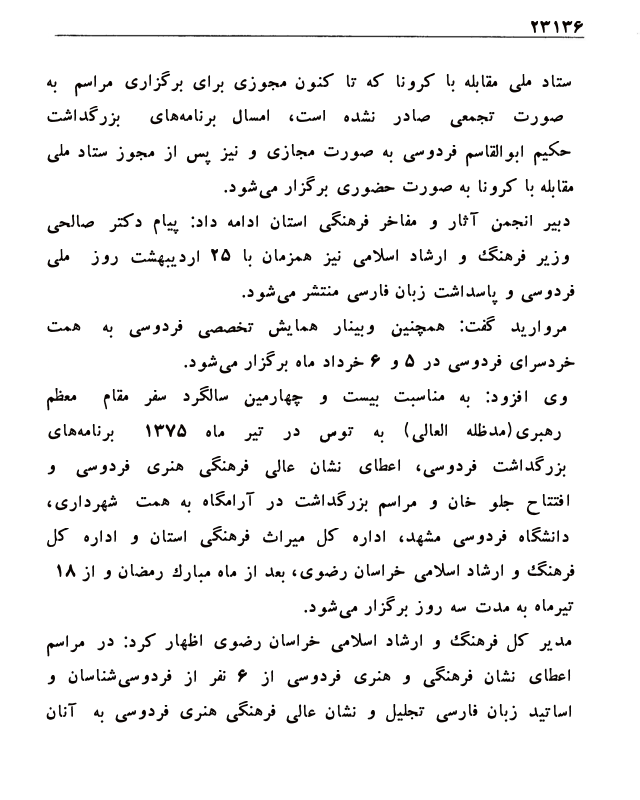 ۲۳۱۳۶
ستاد ملی مقابله با کرونا که تا کنون مجوزی برای برگزاری مراسم به
صورت تجمعی صادر نشده است، امسال برنامه‌های بزرگداشت
حکیم ابوالقاسم فردوسی به صورت مجازی و نیز پس از مجوز ستاد ملی
مقابله با کرونا به صورت حضوری برگزار می‌شود.
دبیر انجمن آثار و مفاخر فرهنگی استان ادامه داد: پیام دکتر صالحی
وزیر فرهنگ و ارشاد اسلامی نیز همزمان با ۲۵ اردیبهشت روز ملی
فردوسی و پاسداشت زبان فارسی منتشر می‌شود.
مروارید گفت: همچنین وبینار همایش تخصصی فردوسی به همت
خردسرای فردوسی در ۵ و ۶ خرداد ماه برگزار می‌شود.
وی افزود: به مناسبت بیست و چهارمین سالگرد سفر مقام معظم
رهبری(مدظله العالی) به توس در تیر ماه ۱۳۷۵ برنامه‌های
بزرگداشت فردوسی، اعطای نشان عالی فرهنگی هنری فردوسی و
افتتاح جلو خان و مراسم بزرگداشت در آرامگاه به همت شهرداری،
دانشگاه فردوسی مشهد، اداره کل میراث فرهنگی استان و اداره کل
فرهنگ و ارشاد اسلامی خراسان رضوی، بعد از ماه مبارك رمضان و از ۱۸
تیرماه به مدت سه روز برگزار می‌شود.
مدیر کل فرهنگ و ارشاد اسلامی خراسان رضوی اظهار کرد: در مراسم
اعطای نشان فرهنگی و هنری فردوسی از ۶ نفر از فردوسی‌شناسان و
اساتید زبان فارسی تجلیل و نشان عالی فرهنگی هنری فردوسی به آنان